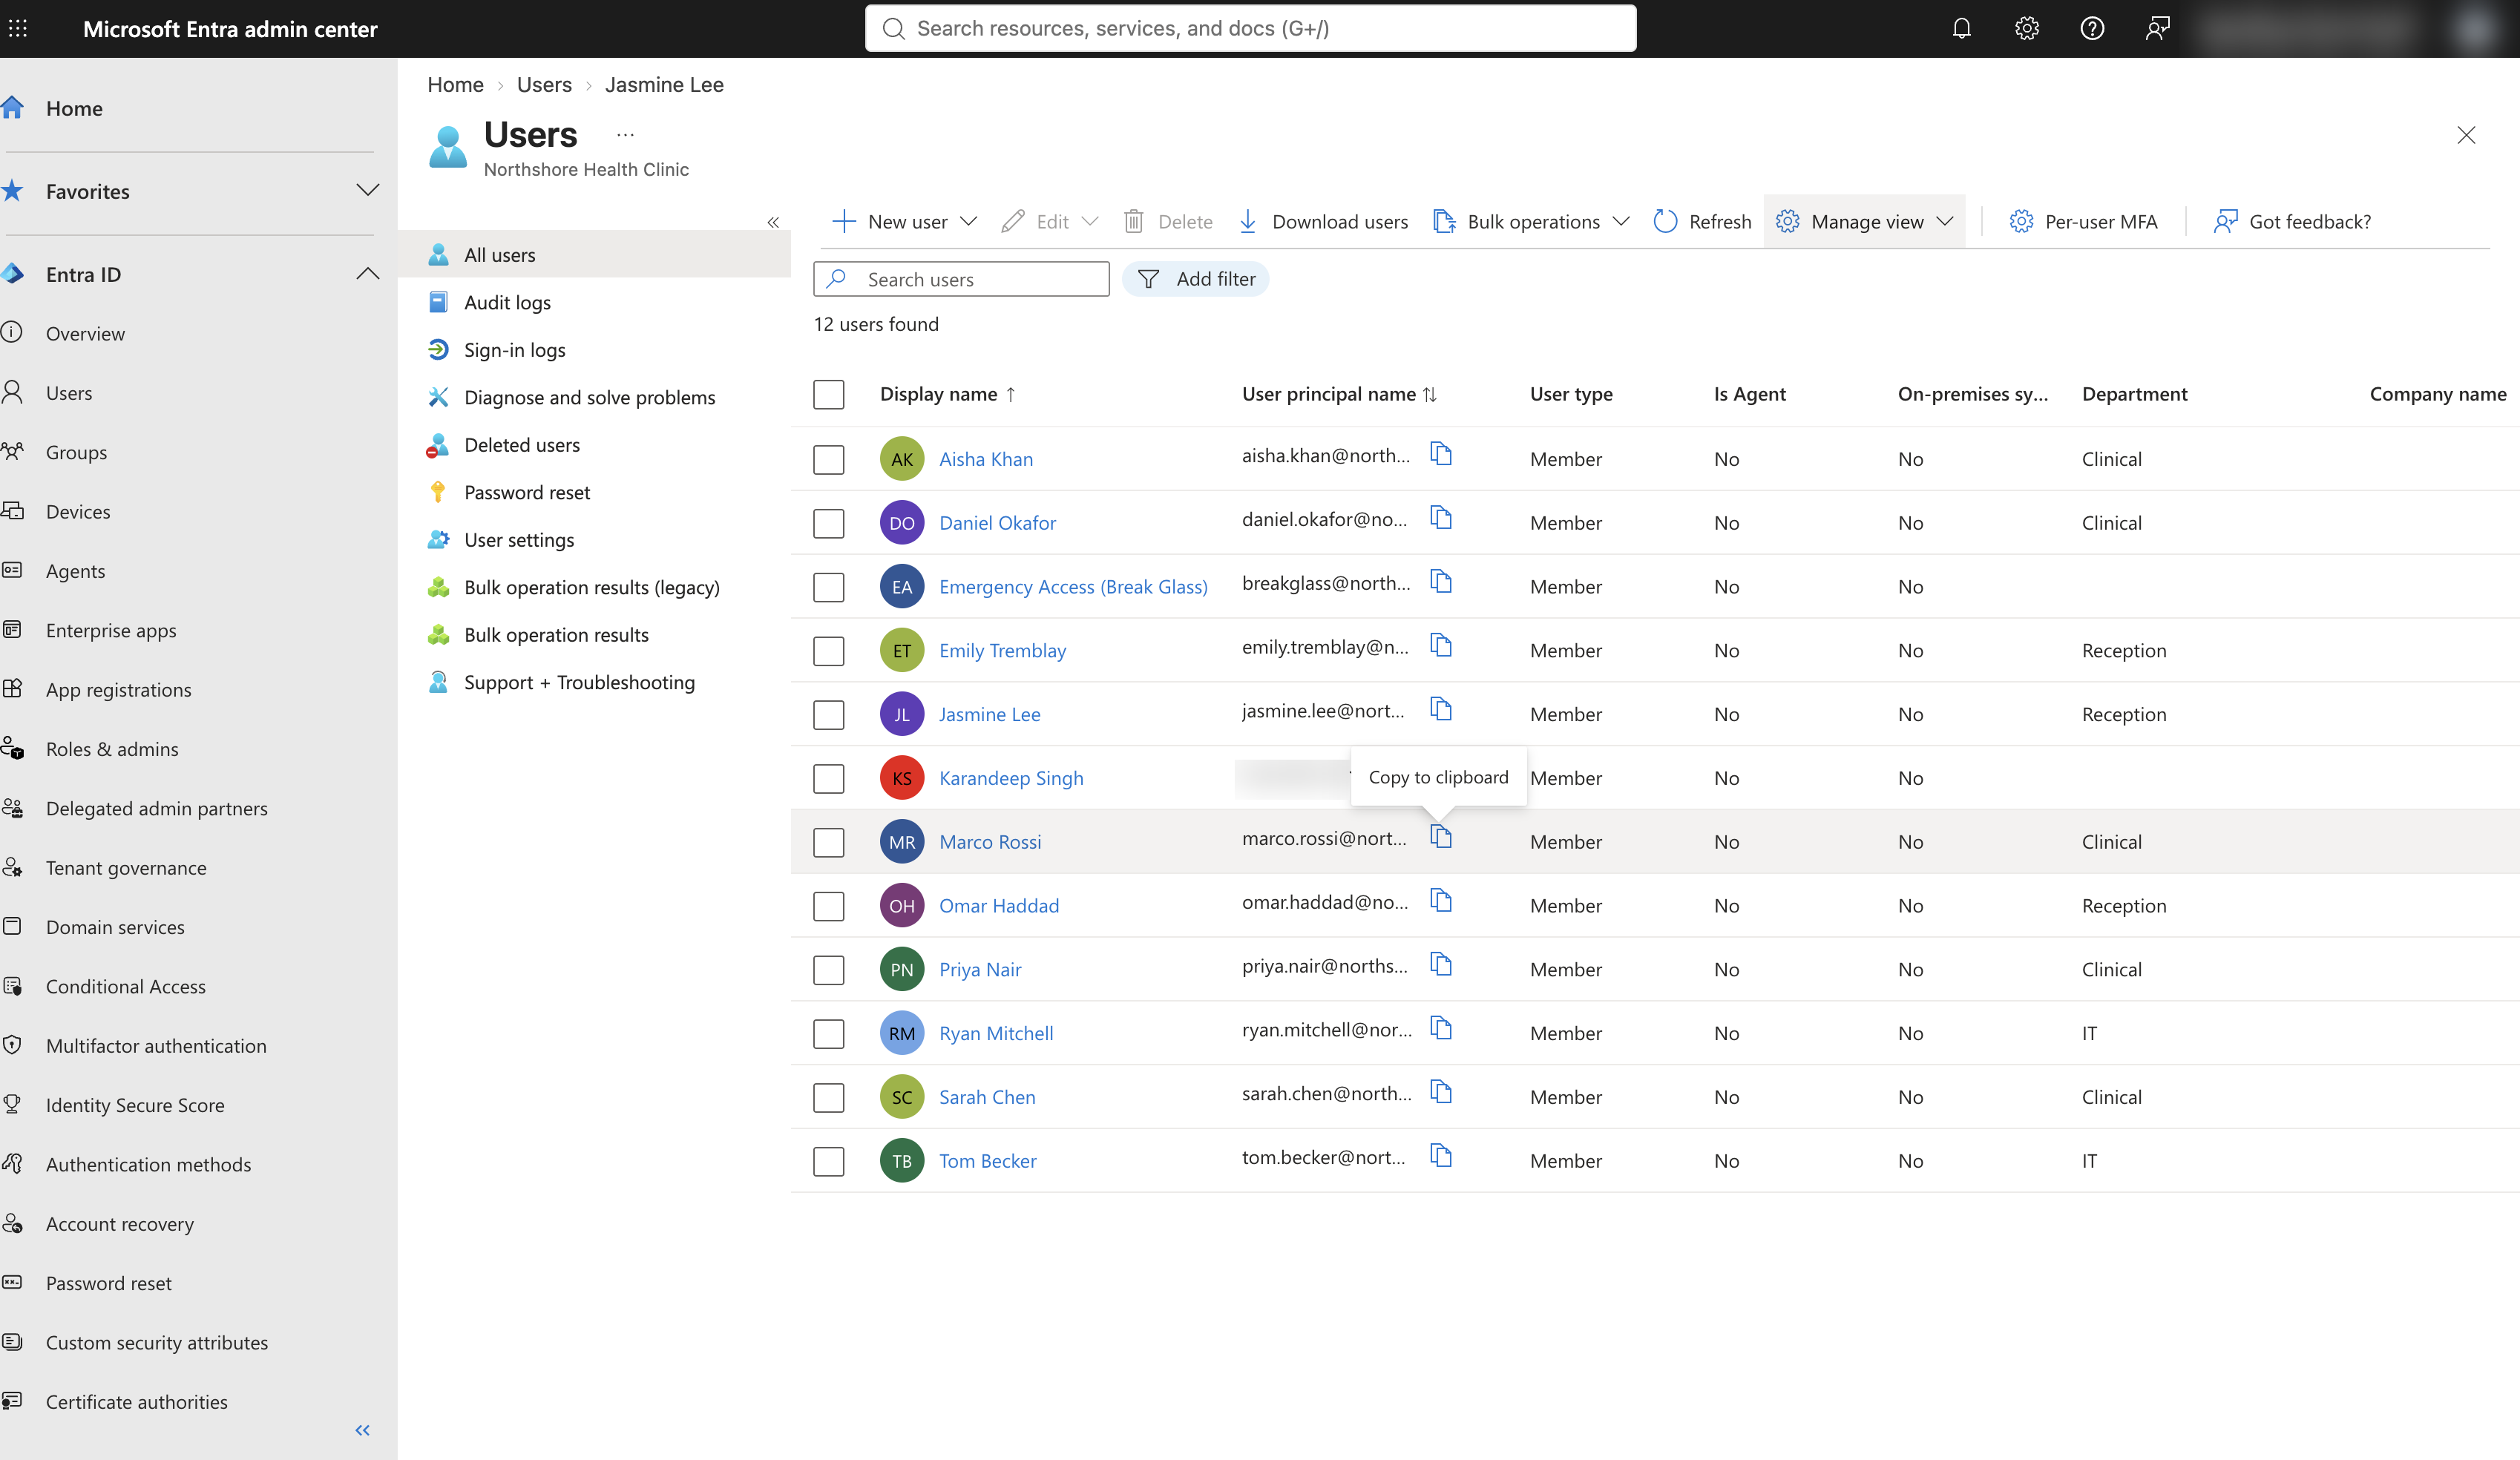 Microsoft Entra admin center
Search resources, services, and docs (G+/)
Home
Favorites
Entra ID
Overview
Users
Groups
Devices
Agents
Enterprise apps
App registrations
Roles & admins
Delegated admin partners
Tenant governance
Domain services
Conditional Access
Multifactor authentication
Identity Secure Score
Authentication methods
Account recovery
Password reset
Custom security attributes
Certificate authorities
Home › Users › Jasmine Lee
Users ...
Northshore Health Clinic
All users
Audit logs
Sign-in logs
Diagnose and solve problems
Deleted users
Password reset
User settings
Bulk operation results (legacy)
Bulk operation results
Support + Troubleshooting
New user Edit Delete Download users Bulk operations Refresh Manage view Per-user MFA Got feedback?
Search users Add filter
12 users found
Display name ↑ User principal name ↑↓ User type Is Agent On-premises sy... Department Company name
AK Aisha Khan aisha.khan@north... Member No No Clinical
DO Daniel Okafor daniel.okafor@no... Member No No Clinical
EA Emergency Access (Break Glass) breakglass@north... Member No No
ET Emily Tremblay emily.tremblay@n... Member No No Reception
JL Jasmine Lee jasmine.lee@nort... Member No No Reception
KS Karandeep Singh Copy to clipboard Member No No
MR Marco Rossi marco.rossi@nort... Member No No Clinical
OH Omar Haddad omar.haddad@no... Member No No Reception
PN Priya Nair priya.nair@norths... Member No No Clinical
RM Ryan Mitchell ryan.mitchell@nor... Member No No IT
SC Sarah Chen sarah.chen@north... Member No No Clinical
TB Tom Becker tom.becker@nort... Member No No IT